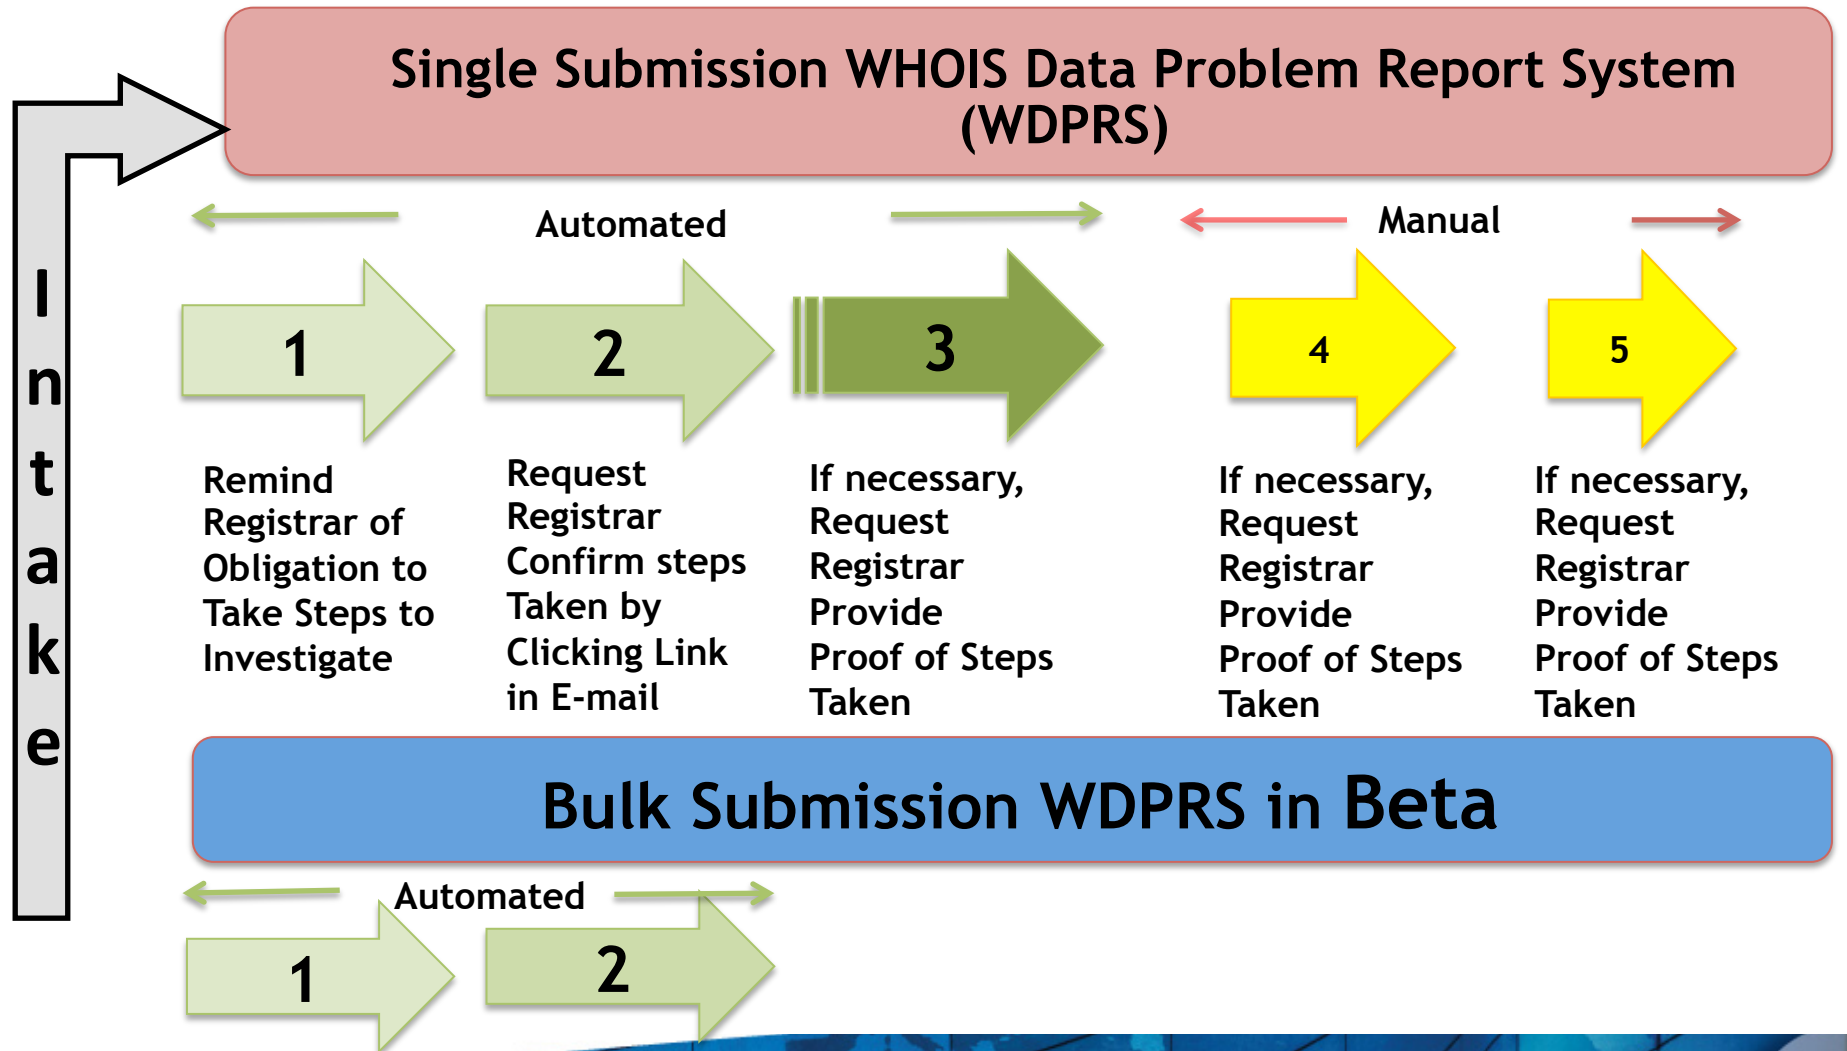 Single Submission WHOIS Data Problem Report System
(WDPRS)
Intake
Automated
Manual
1
2
3
4
5
Remind
Registrar of
Obligation to
Take Steps to
Investigate
Request
Registrar
Confirm steps
Taken by
Clicking Link
in E-mail
If necessary,
Request
Registrar
Provide
Proof of Steps
Taken
If necessary,
Request
Registrar
Provide
Proof of Steps
Taken
If necessary,
Request
Registrar
Provide
Proof of Steps
Taken
Bulk Submission WDPRS in Beta
Automated
1
2